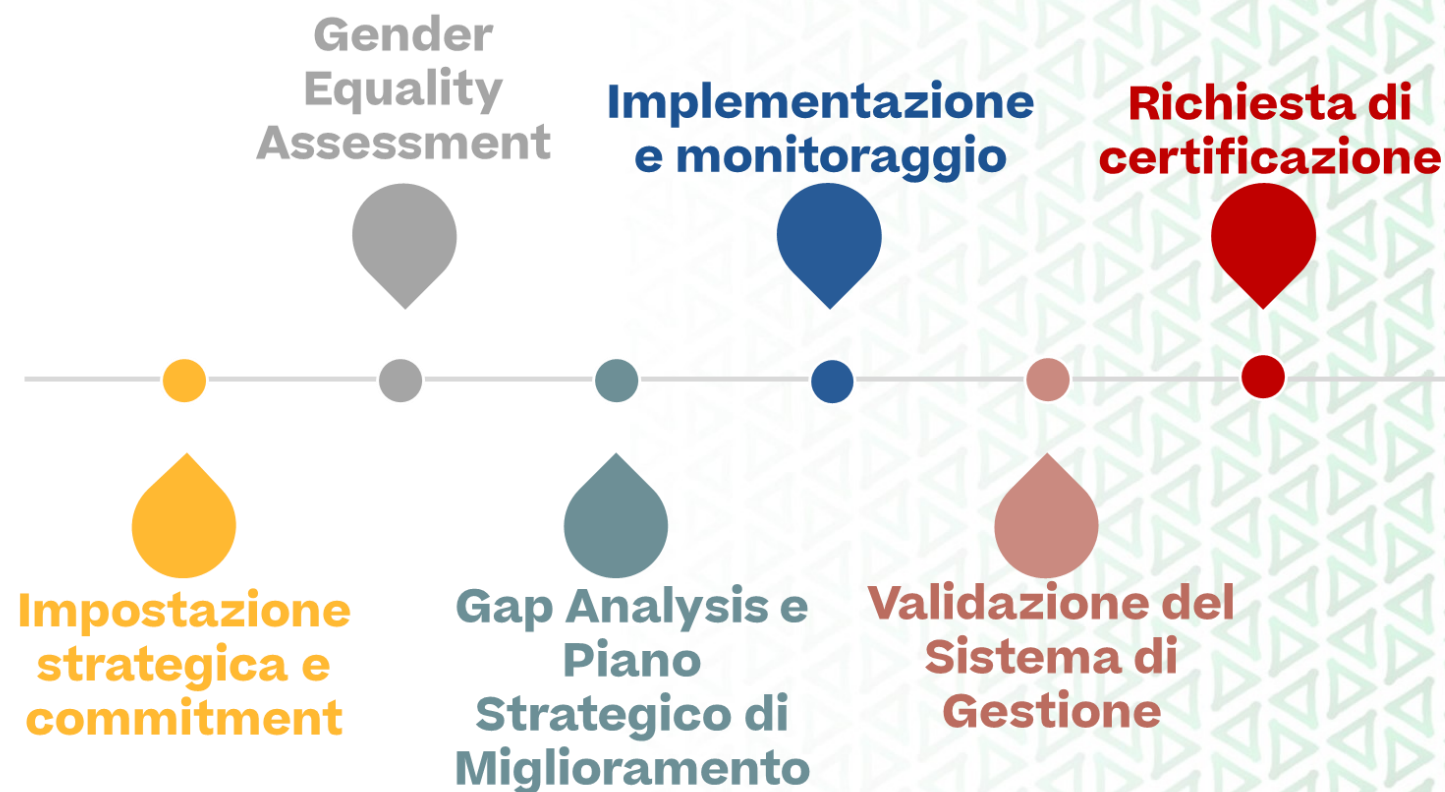 Gender
Equality
Assessment
Implementazione
e monitoraggio
Richiesta di
certificazione
Impostazione
strategica e
commitment
Gap Analysis e
Piano
Strategico di
Miglioramento
Validazione del
Sistema di
Gestione